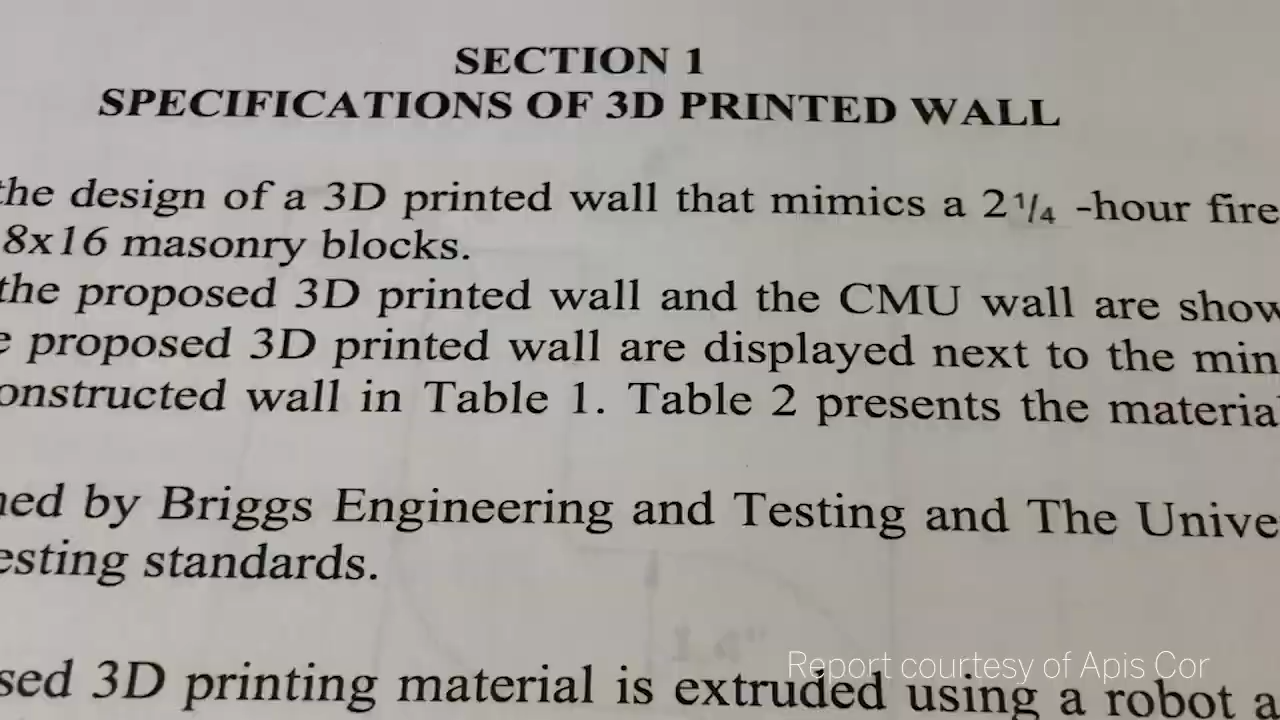 SECTION 1
SPECIFICATIONS OF 3D PRINTED WALL
the design of a 3D printed wall that mimics a 2 1/4 -hour fire
8x16 masonry blocks.
the proposed 3D printed wall and the CMU wall are show
e proposed 3D printed wall are displayed next to the min
onstructed wall in Table 1. Table 2 presents the materia
ned by Briggs Engineering and Testing and The Unive
esting standards.
1.4"
sed 3D printing material is extruded using a robot a
Report courtesy of Apis Cor